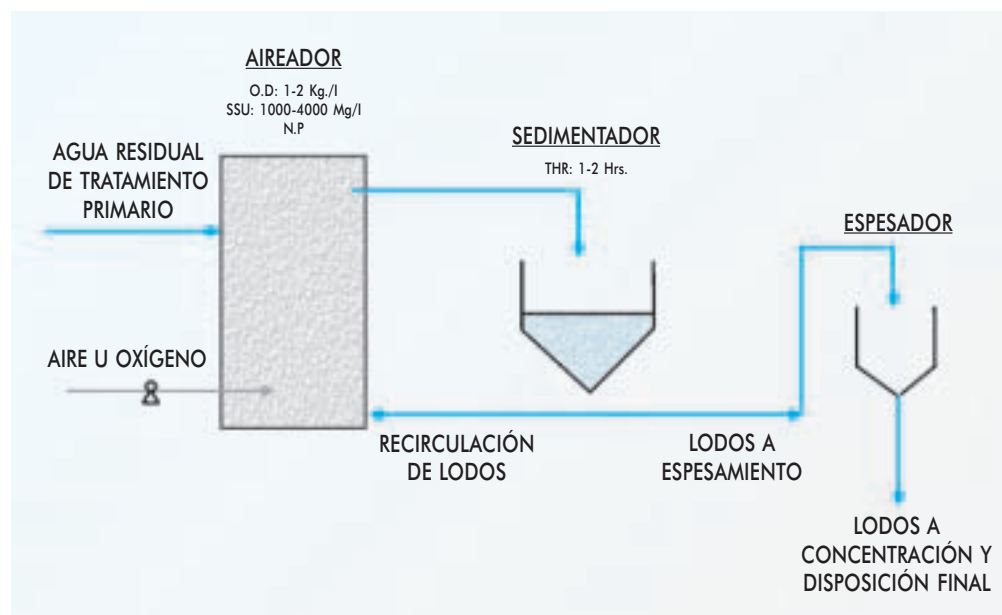 AIREADOR
O.D: 1-2 Kg./l
SSU: 1000-4000 Mg/l
N.P
SEDIMENTADOR
THR: 1-2 Hrs.
AGUA RESIDUAL
DE TRATAMIENTO
PRIMARIO
ESPESADOR
AIRE U OXÍGENO
RECIRCULACIÓN
DE LODOS
LODOS A
ESPESAMIENTO
LODOS A
CONCENTRACIÓN Y
DISPOSICIÓN FINAL